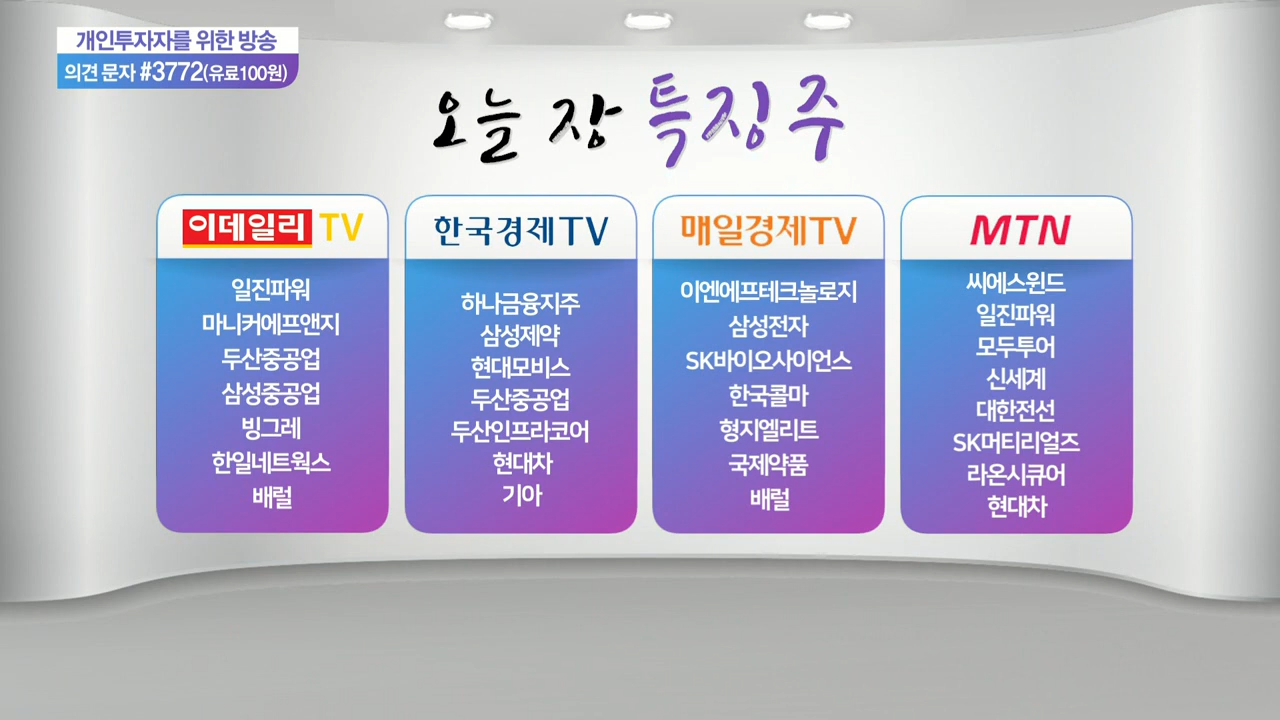 개인투자자를 위한 방송
의견 문자 #3772(유료100원)
오늘 장 특징주
이데일리 TV
일진파워
마니커에프앤지
두산중공업
삼성중공업
빙그레
한일네트웍스
배럴
한국경제TV
하나금융지주
삼성제약
현대모비스
두산중공업
두산인프라코어
현대차
기아
매일경제TV
이엔에프테크놀로지
삼성전자
SK바이오사이언스
한국콜마
형지엘리트
국제약품
배럴
MTN
씨에스윈드
일진파워
모두투어
신세계
대한전선
SK머티리얼즈
라온시큐어
현대차